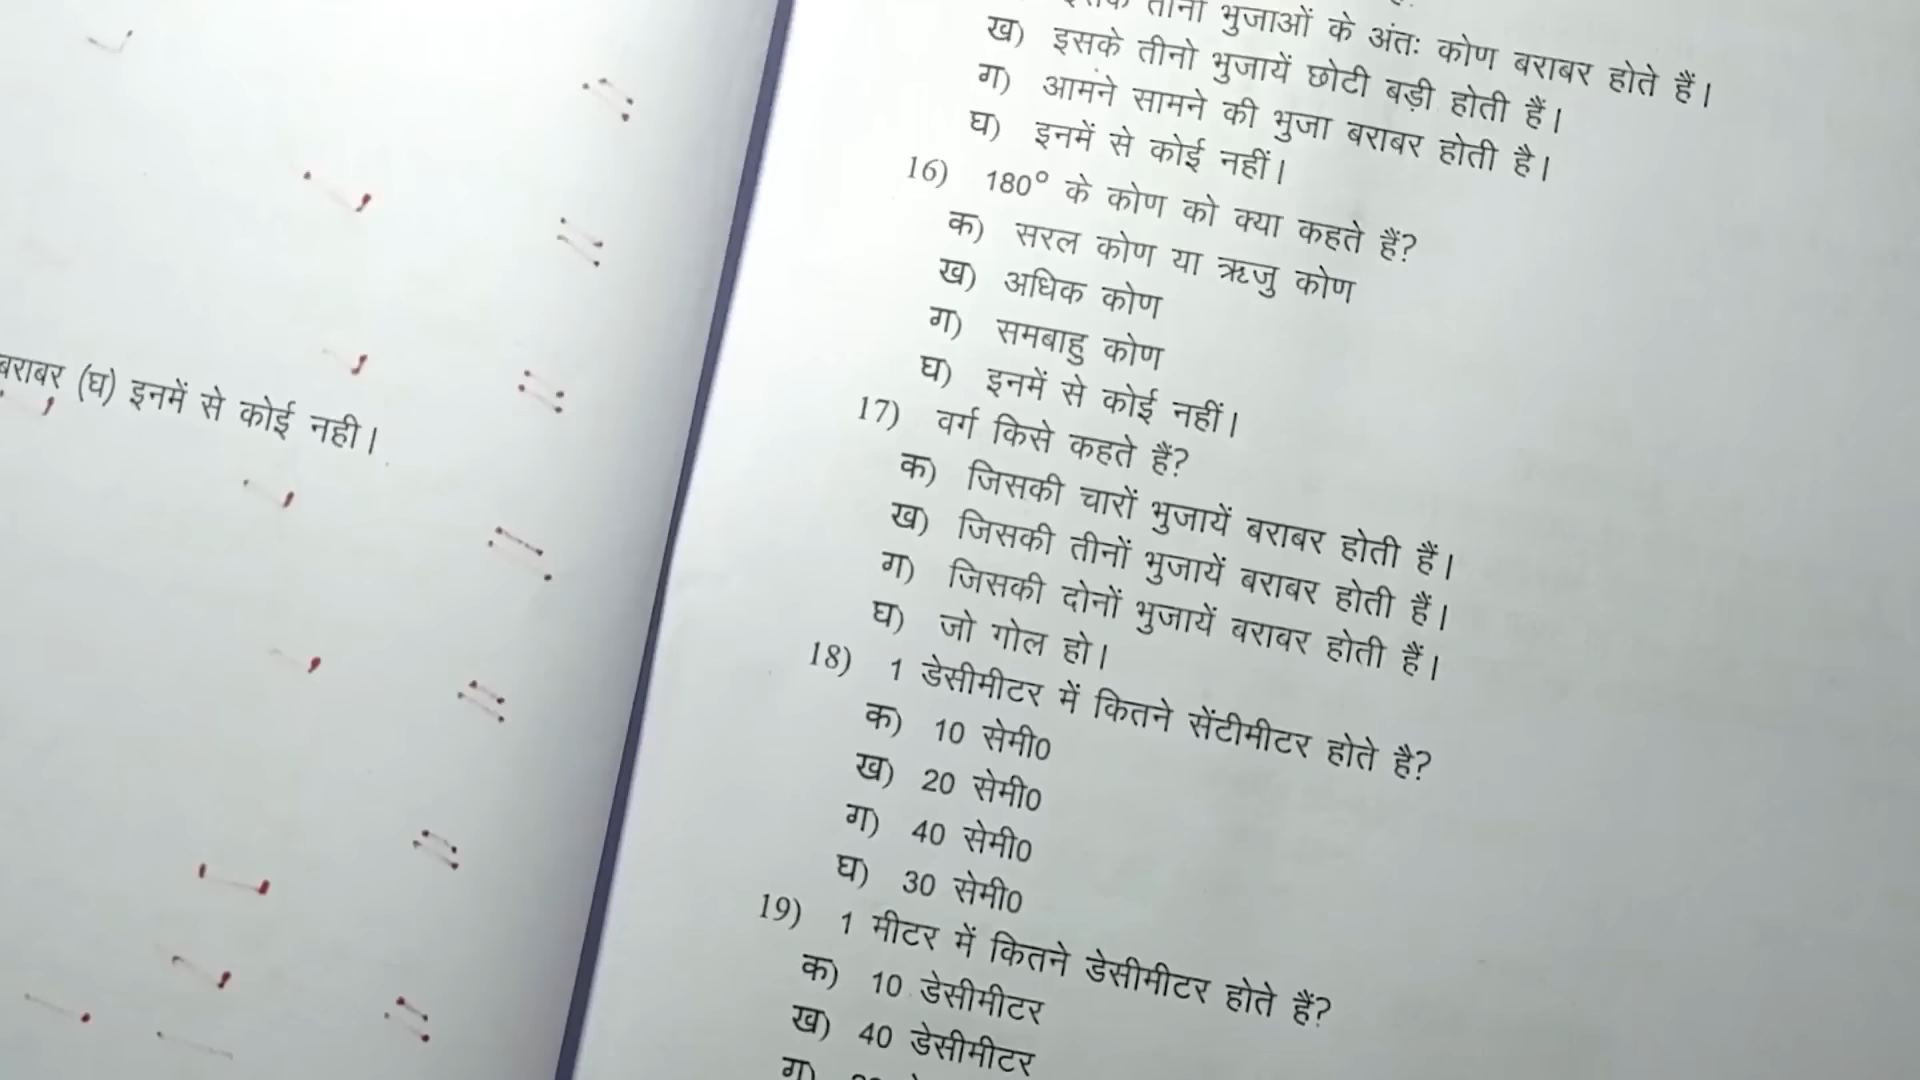 बराबर (घ) इनमें से कोई नही।
तीनो भुजाओं के अंतः कोण बराबर होते हैं।
ख) इसके तीनो भुजायें छोटी बड़ी होती हैं।
ग) आमने सामने की भुजा बराबर होती है।
घ) इनमें से कोई नहीं।
16) 180° के कोण को क्या कहते हैं?
क) सरल कोण या ऋजु कोण
ख) अधिक कोण
ग) समबाहु कोण
घ) इनमें से कोई नहीं।
17) वर्ग किसे कहते हैं?
क) जिसकी चारों भुजायें बराबर होती हैं।
ख) जिसकी तीनों भुजायें बराबर होती हैं।
ग) जिसकी दोनों भुजायें बराबर होती हैं।
घ) जो गोल हो।
18) 1 डेसीमीटर में कितने सेंटीमीटर होते है?
क) 10 सेमी0
ख) 20 सेमी0
ग) 40 सेमी0
घ) 30 सेमी0
19) 1 मीटर में कितने डेसीमीटर होते हैं?
क) 10 डेसीमीटर
ख) 40 डेसीमीटर
ग)